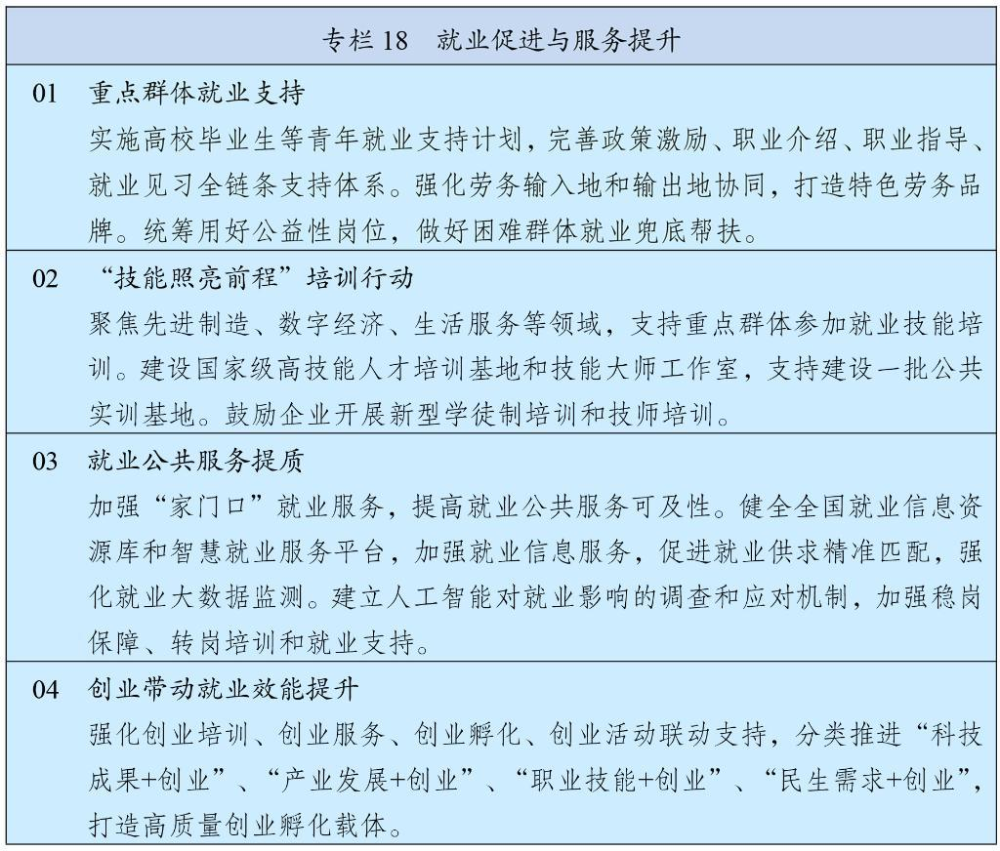 专栏 18　就业促进与服务提升
01　重点群体就业支持
实施高校毕业生等青年就业支持计划，完善政策激励、职业介绍、职业指导、
就业见习全链条支持体系。强化劳务输入地和输出地协同，打造特色劳务品
牌。统筹用好公益性岗位，做好困难群体就业兜底帮扶。
02　“技能照亮前程”培训行动
聚焦先进制造、数字经济、生活服务等领域，支持重点群体参加就业技能培
训。建设国家级高技能人才培训基地和技能大师工作室，支持建设一批公共
实训基地。鼓励企业开展新型学徒制培训和技师培训。
03　就业公共服务提质
加强“家门口”就业服务，提高就业公共服务可及性。健全全国就业信息资
源库和智慧就业服务平台，加强就业信息服务，促进就业供求精准匹配，强
化就业大数据监测。建立人工智能对就业影响的调查和应对机制，加强稳岗
保障、转岗培训和就业支持。
04　创业带动就业效能提升
强化创业培训、创业服务、创业孵化、创业活动联动支持，分类推进“科技
成果+创业”、“产业发展+创业”、“职业技能+创业”、“民生需求+创业”，
打造高质量创业孵化载体。